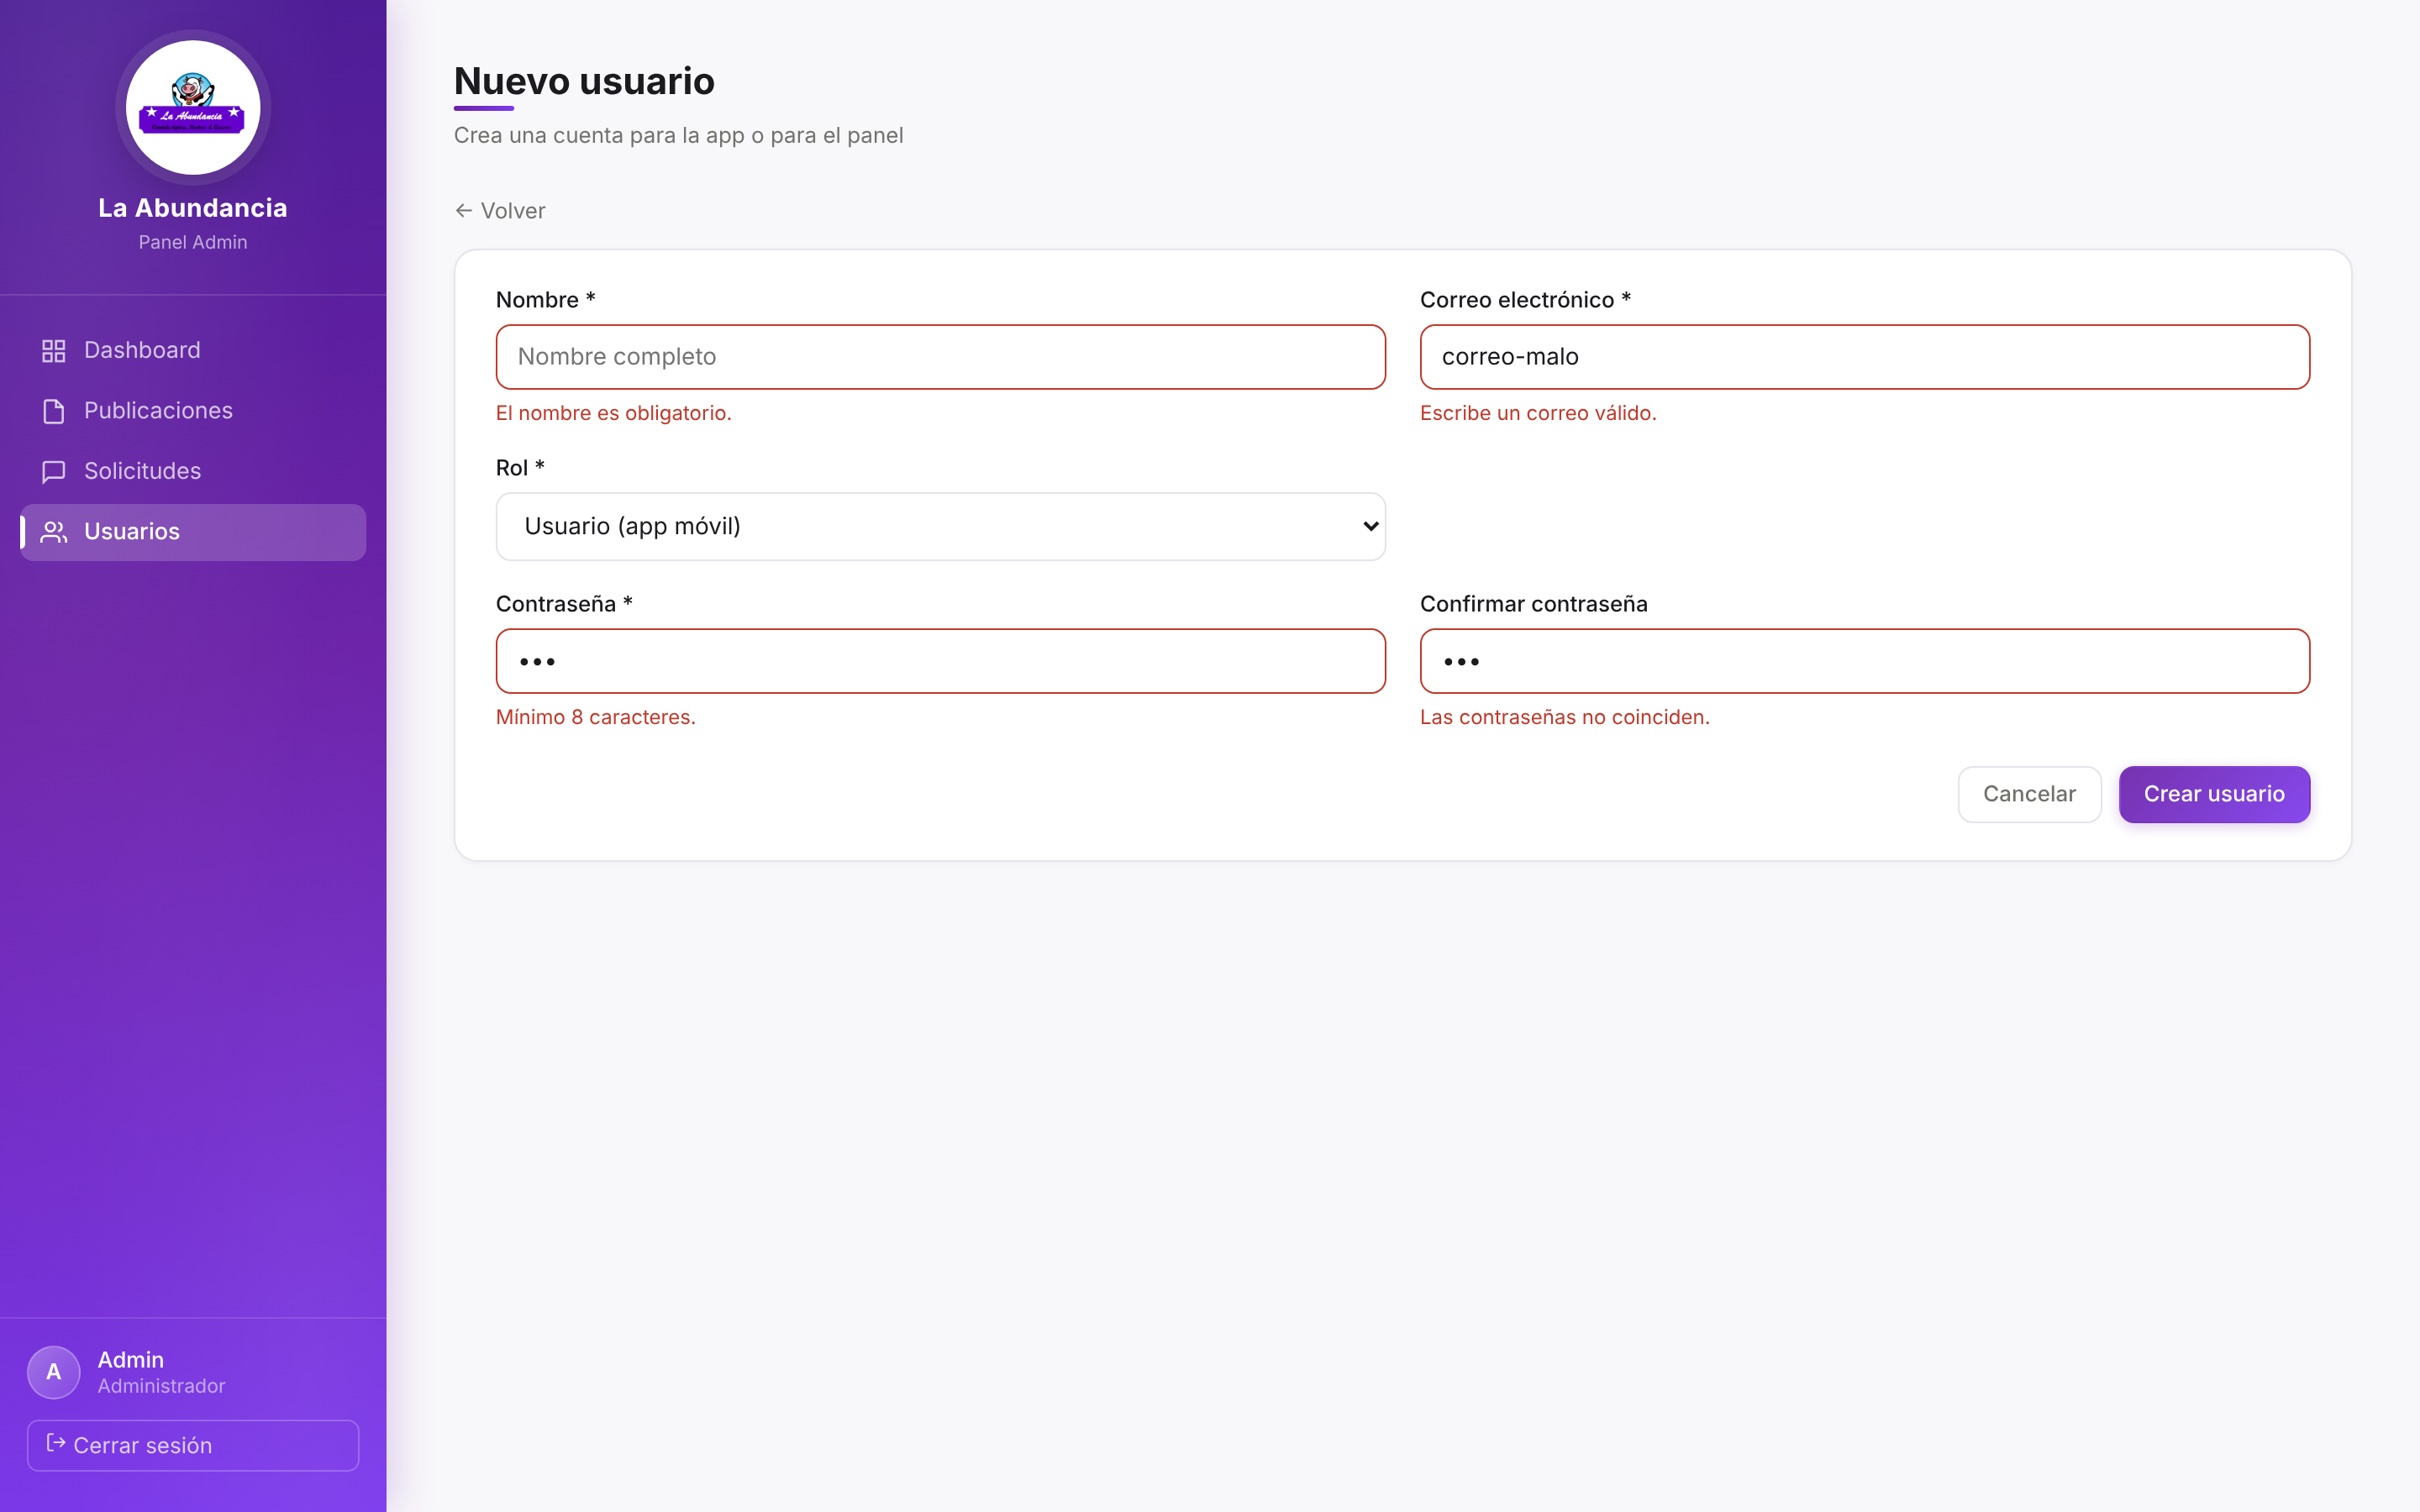 La Abundancia
La Abundancia
Panel Admin
Dashboard
Publicaciones
Solicitudes
Usuarios
A
Admin
Administrador
Cerrar sesión
Nuevo usuario
Crea una cuenta para la app o para el panel
← Volver
Nombre *
Nombre completo
El nombre es obligatorio.
Correo electrónico *
correo-malo
Escribe un correo válido.
Rol *
Usuario (app móvil)
Contraseña *
•••
Mínimo 8 caracteres.
Confirmar contraseña
•••
Las contraseñas no coinciden.
Cancelar
Crear usuario